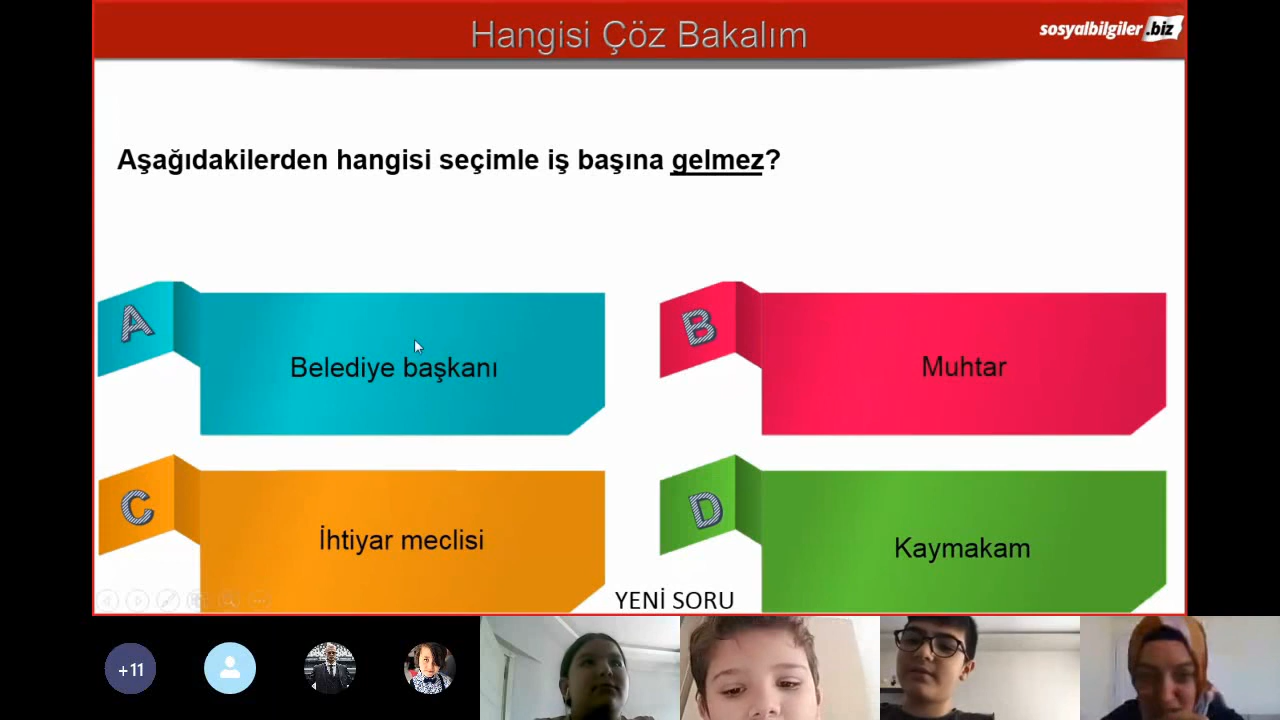 Hangisi Çöz Bakalım
sosyalbilgiler.biz
Aşağıdakilerden hangisi seçimle iş başına gelmez?
A
Belediye başkanı
B
Muhtar
C
İhtiyar meclisi
D
Kaymakam
YENİ SORU
+11